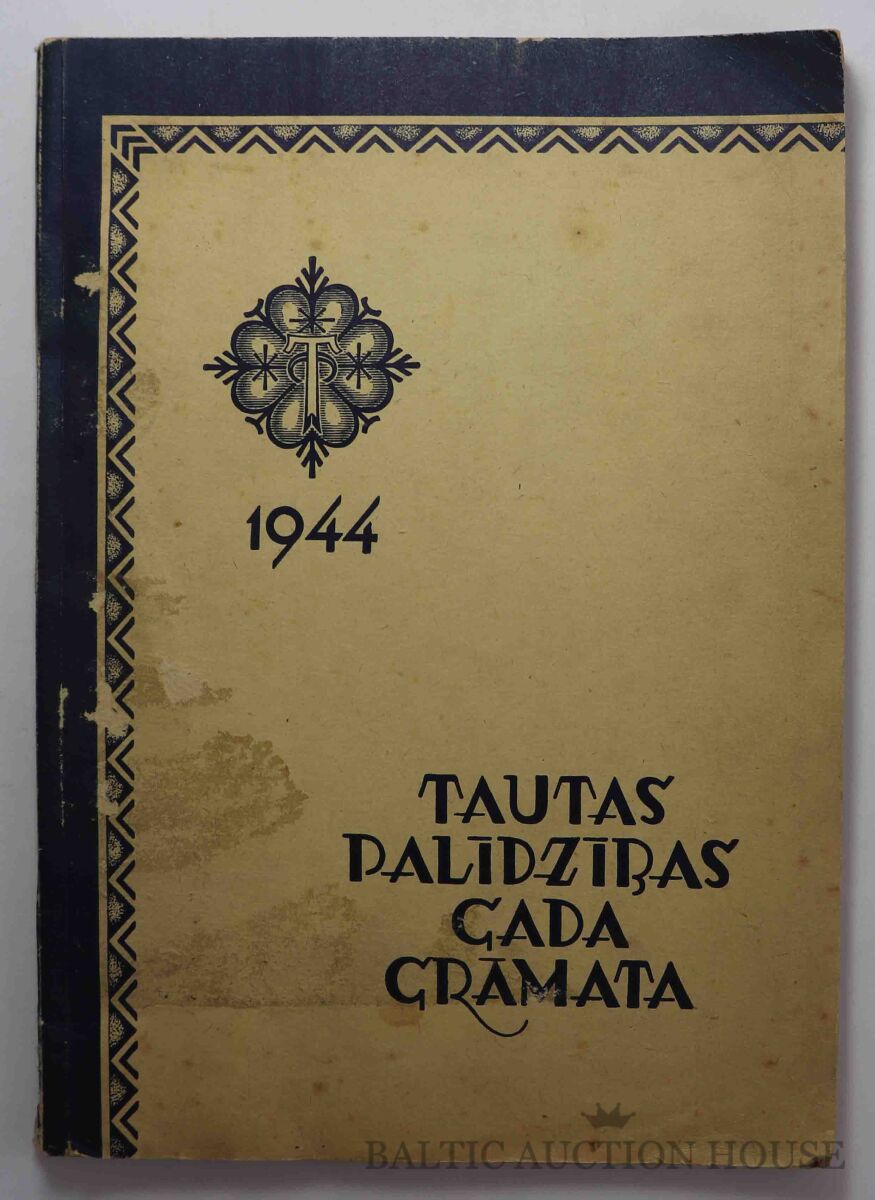 1944
TAUTAS
PALĪDZĪBAS
GADA
GRĀMATA
BALTIC AUCTION HOUSE